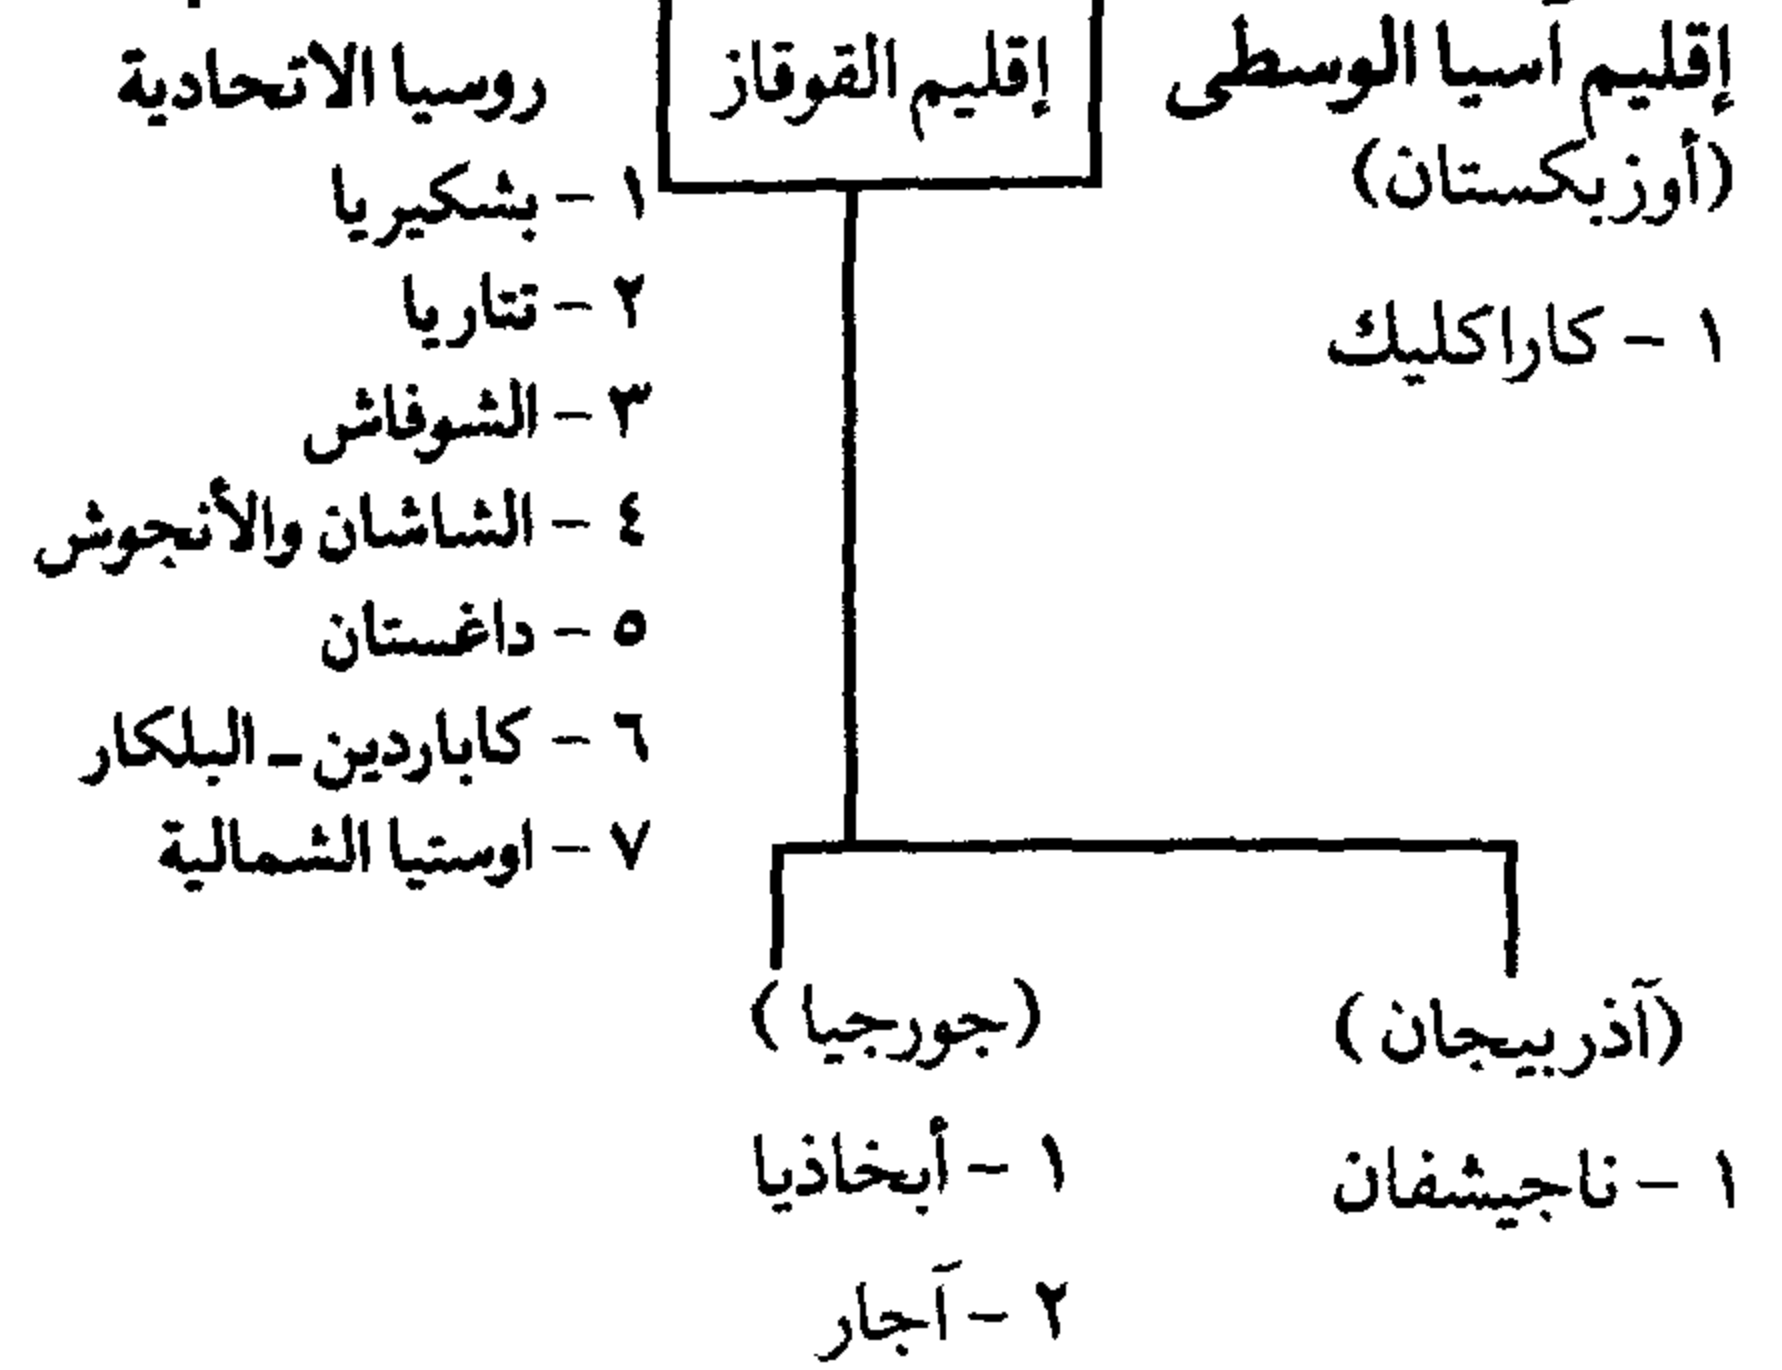 إقليم آسيا الوسطى
(أوزبكستان)
١ - كاراكليك
إقليم القوقاز
(آذربيجان)
١ - ناجيشفان
(جورجيا)
١ - أبخاذيا
٢ - آجار
روسيا الاتحادية
١ - بشكيريا
٢ - تتاريا
٣ - الشوفاش
٤ - الشاشان والأنجوش
٥ - داغستان
٦ - كاباردين - البلكار
٧ - اوستيا الشمالية